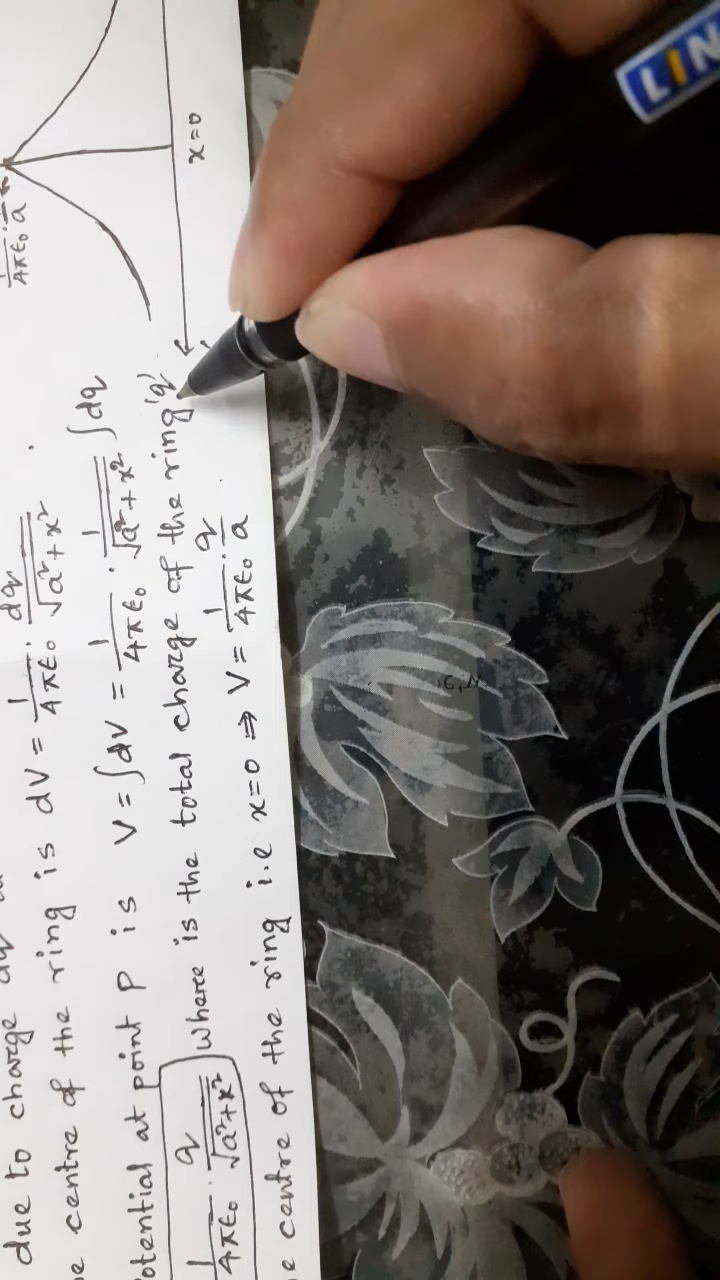 1/4πϵ₀ · 1/a
x=0
due to charge dq
centre of the ring is dV = 1/4πϵ₀ · dq/√a²+x² .
otential at point P is V = ∫dV = 1/4πϵ₀ · 1/√a²+x² ∫dq
1/4πϵ₀ · q/√a²+x² Where is the total charge of the ring 'q'
e centre of the ring i.e x=0 ⇒ V = 1/4πϵ₀ · q/a .
LIN